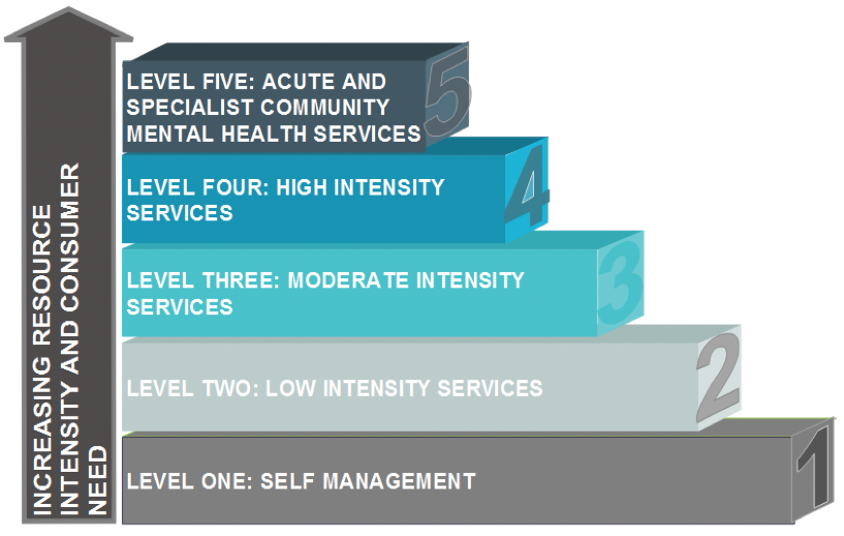 INCREASING RESOURCE
INTENSITY AND CONSUMER
NEED
LEVEL FIVE: ACUTE AND
SPECIALIST COMMUNITY
MENTAL HEALTH SERVICES
5
LEVEL FOUR: HIGH INTENSITY
SERVICES
4
LEVEL THREE: MODERATE INTENSITY
SERVICES
3
LEVEL TWO: LOW INTENSITY SERVICES
2
LEVEL ONE: SELF MANAGEMENT
1